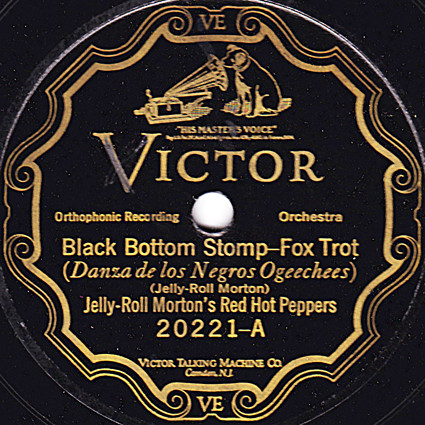 VE
"HIS MASTER'S VOICE"
VICTOR
Orthophonic Recording Orchestra
Black Bottom Stomp–Fox Trot
(Danza de los Negros Ogeechees)
(Jelly-Roll Morton)
Jelly-Roll Morton's Red Hot Peppers
20221–A
VICTOR TALKING MACHINE CO.
Camden, N.J.
VE